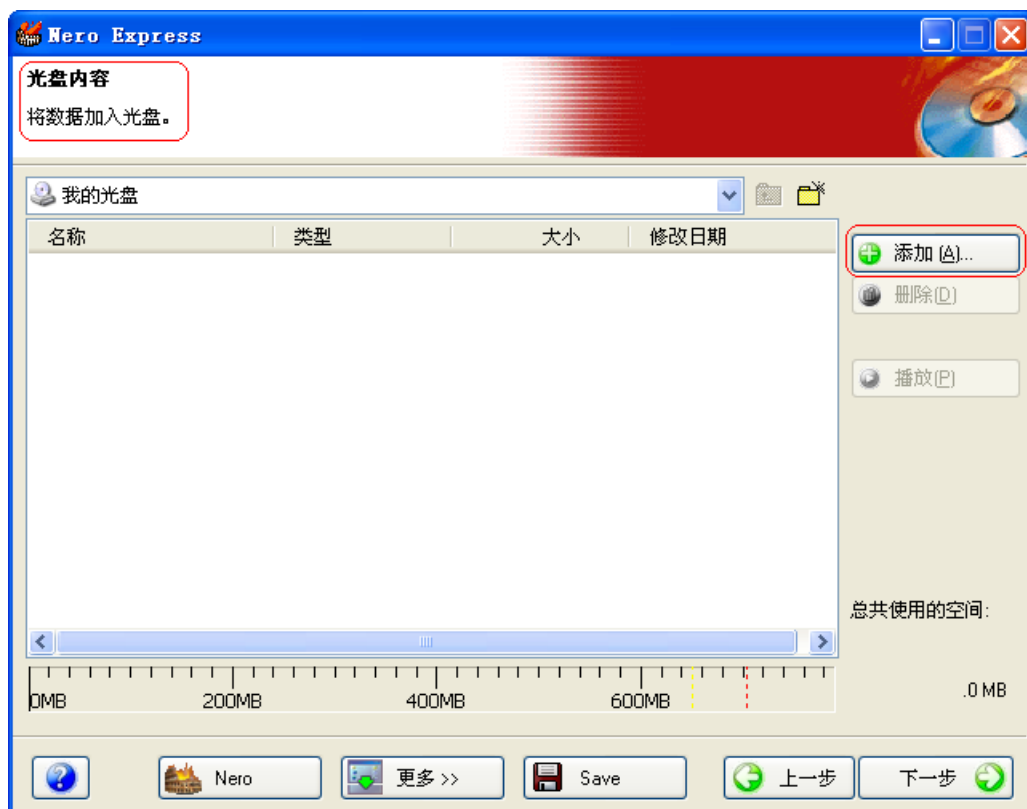 Nero Express
光盘内容
将数据加入光盘。
我的光盘
名称 类型 大小 修改日期
添加(A)...
删除(D)
播放(P)
总共使用的空间:
0MB 200MB 400MB 600MB
.0 MB
Nero 更多>> Save 上一步 下一步